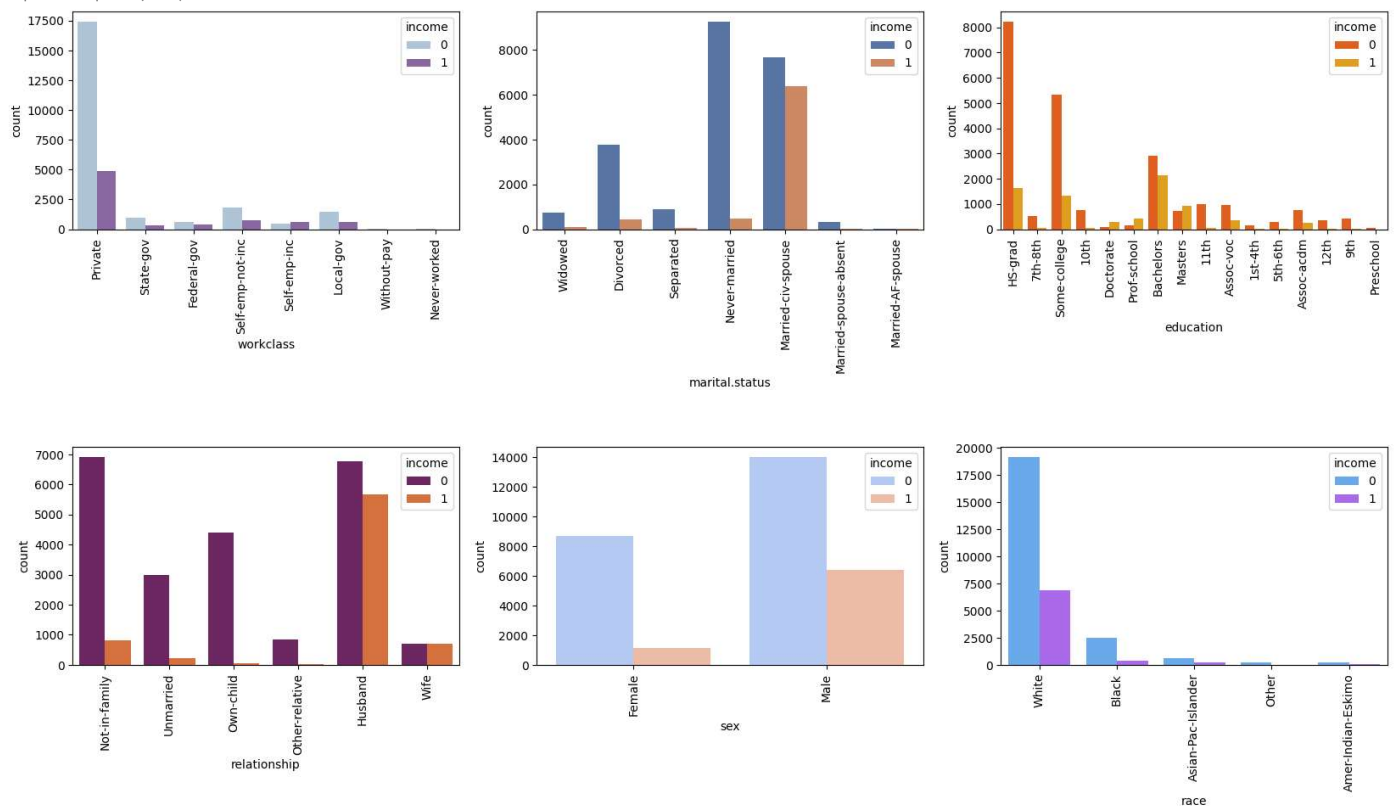 17500
15000
12500
10000
7500
5000
2500
0
count
income
0
1
Private
State-gov
Federal-gov
Self-emp-not-inc
Self-emp-inc
Local-gov
Without-pay
Never-worked
workclass
8000
6000
4000
2000
0
count
income
0
1
Widowed
Divorced
Separated
Never-married
Married-civ-spouse
Married-spouse-absent
Married-AF-spouse
marital.status
8000
7000
6000
5000
4000
3000
2000
1000
0
count
income
0
1
HS-grad
7th-8th
Some-college
10th
Doctorate
Prof-school
Bachelors
Masters
11th
Assoc-voc
1st-4th
5th-6th
Assoc-acdm
12th
9th
Preschool
education
7000
6000
5000
4000
3000
2000
1000
0
count
income
0
1
Not-in-family
Unmarried
Own-child
Other-relative
Husband
Wife
relationship
14000
12000
10000
8000
6000
4000
2000
0
count
income
0
1
Female
Male
sex
20000
17500
15000
12500
10000
7500
5000
2500
0
count
income
0
1
White
Black
Asian-Pac-Islander
Other
Amer-Indian-Eskimo
race